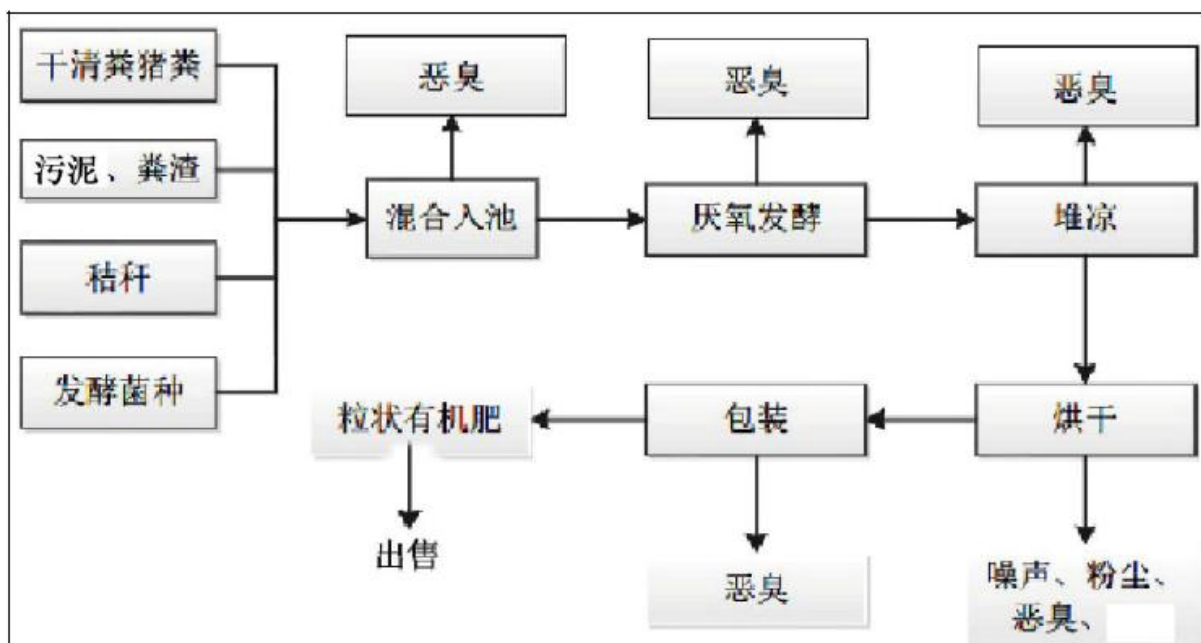 干清粪猪粪
恶臭
恶臭
恶臭
污泥、粪渣
混合入池
厌氧发酵
堆凉
秸秆
发酵菌种
粒状有机肥
包装
烘干
出售
恶臭
噪声、粉尘、
恶臭、